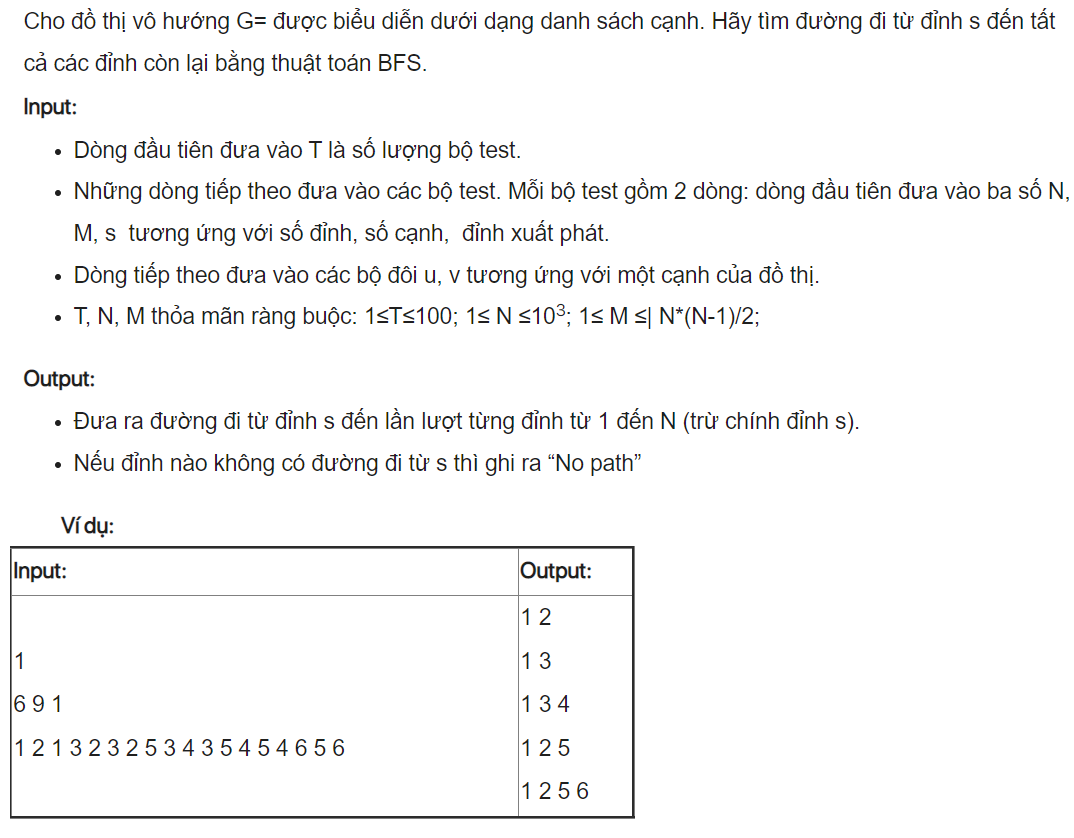 Cho đồ thị vô hướng G= được biểu diễn dưới dạng danh sách cạnh. Hãy tìm đường đi từ đỉnh s đến tất
cả các đỉnh còn lại bằng thuật toán BFS.
Input:
• Dòng đầu tiên đưa vào T là số lượng bộ test.
• Những dòng tiếp theo đưa vào các bộ test. Mỗi bộ test gồm 2 dòng: dòng đầu tiên đưa vào ba số N,
M, s tương ứng với số đỉnh, số cạnh, đỉnh xuất phát.
• Dòng tiếp theo đưa vào các bộ đôi u, v tương ứng với một cạnh của đồ thị.
• T, N, M thỏa mãn ràng buộc: 1≤T≤100; 1≤ N ≤10³; 1≤ M ≤| N*(N-1)/2;
Output:
• Đưa ra đường đi từ đỉnh s đến lần lượt từng đỉnh từ 1 đến N (trừ chính đỉnh s).
• Nếu đỉnh nào không có đường đi từ s thì ghi ra “No path”
Ví dụ:
Input: Output:
1
6 9 1
1 2 1 3 2 3 2 5 3 4 3 5 4 5 4 6 5 6
1 2
1 3
1 3 4
1 2 5
1 2 5 6